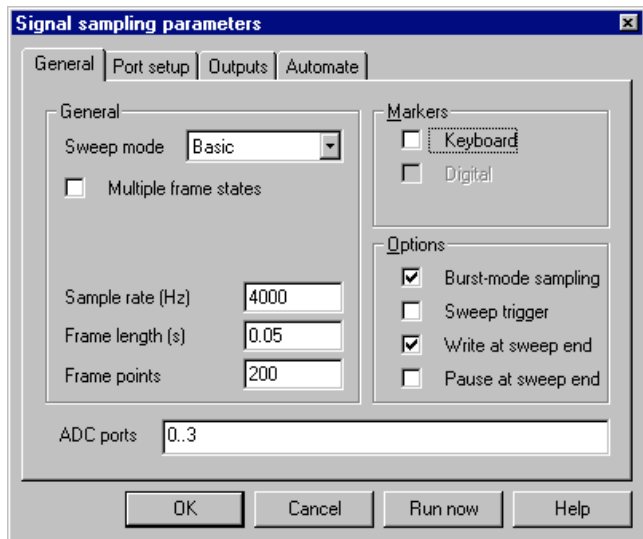 Signal sampling parameters
General Port setup Outputs Automate
General
Sweep mode Basic
Multiple frame states
Sample rate (Hz) 4000
Frame length (s) 0.05
Frame points 200
Markers
Keyboard
Digital
Options
Burst-mode sampling
Sweep trigger
Write at sweep end
Pause at sweep end
ADC ports 0..3
OK Cancel Run now Help